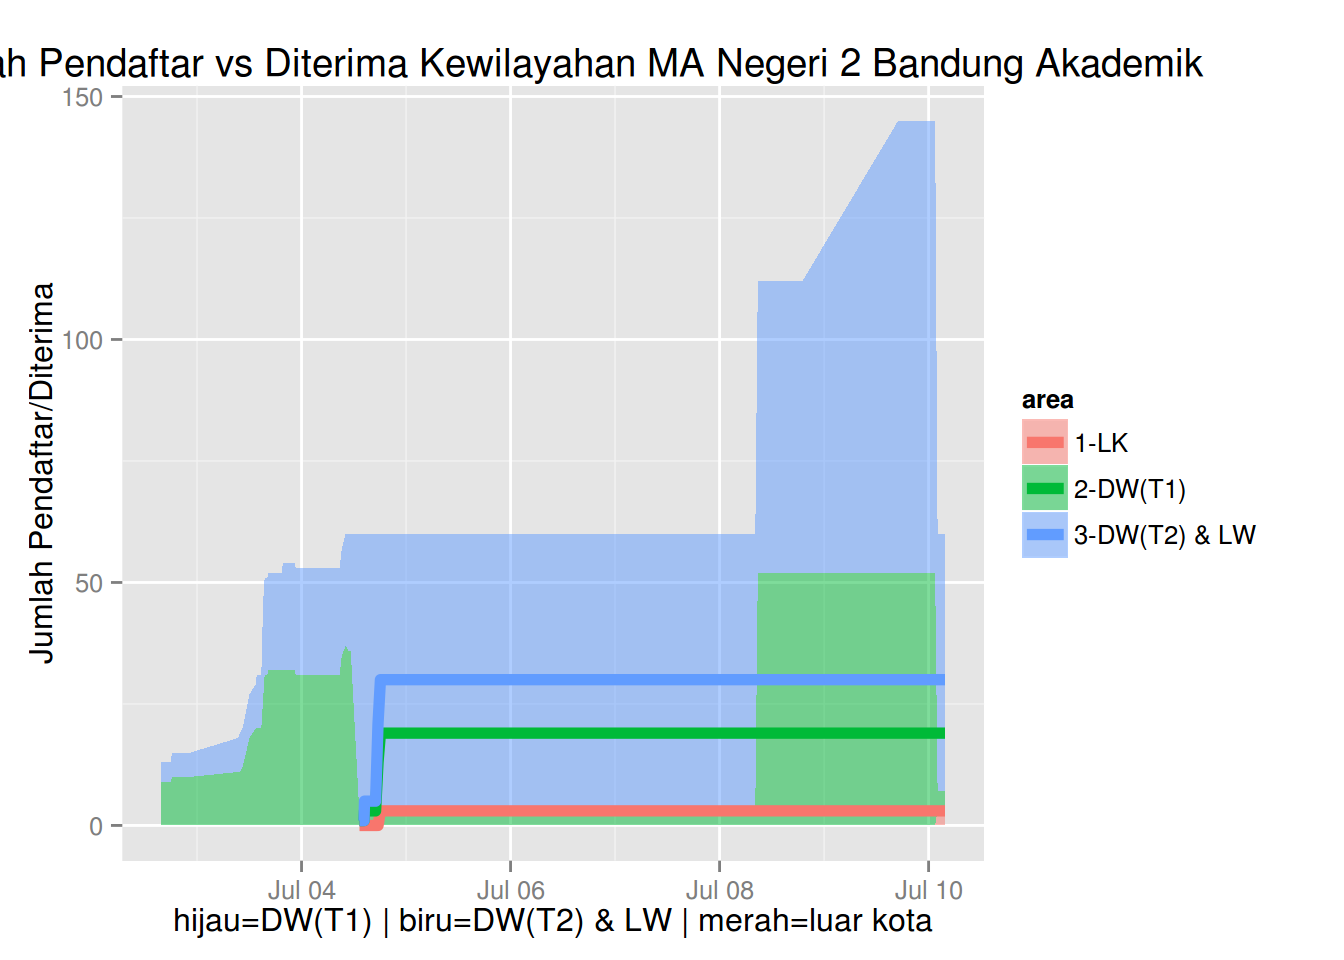 ah Pendaftar vs Diterima Kewilayahan MA Negeri 2 Bandung Akademik
150
100
50
0
Jumlah Pendaftar/Diterima
Jul 04
Jul 06
Jul 08
Jul 10
hijau=DW(T1) | biru=DW(T2) & LW | merah=luar kota
area
1-LK
2-DW(T1)
3-DW(T2) & LW